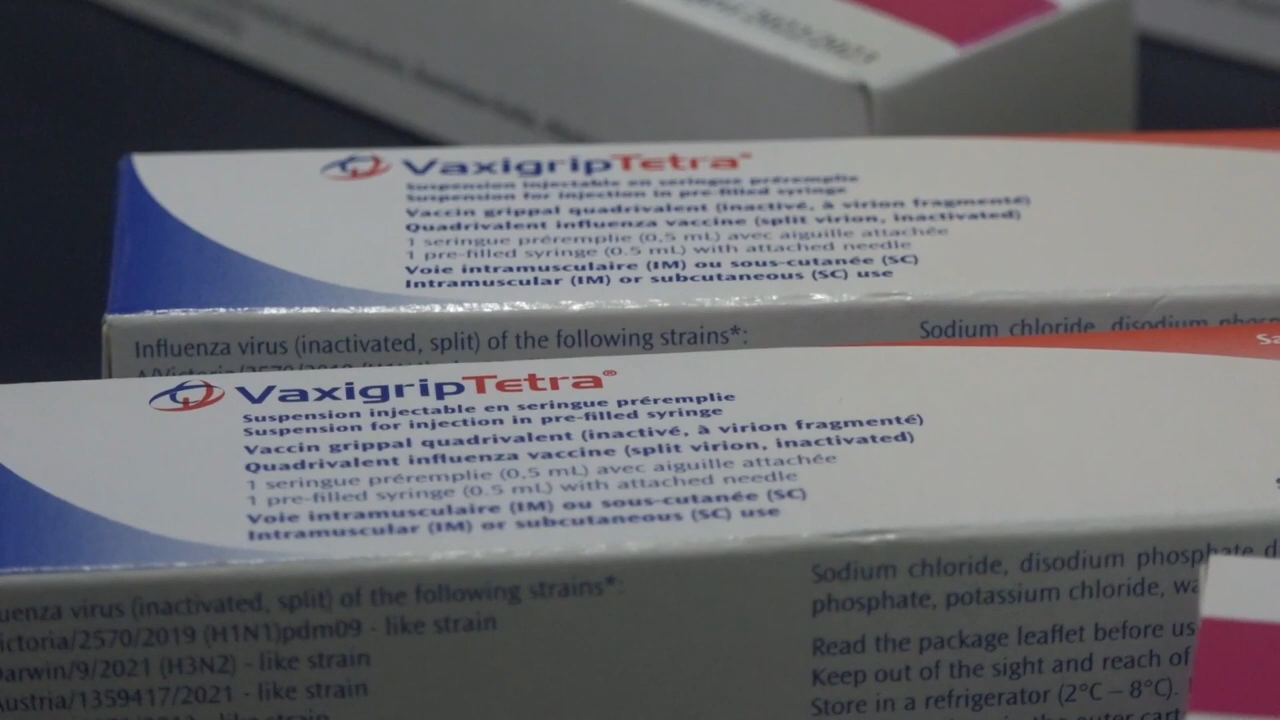 VaxigripTetra
Suspension injectable en seringue préremplie
Suspension for injection in pre-filled syringe
Vaccin grippal quadrivalent (inactivé, à virion fragmenté)
Quadrivalent influenza vaccine (split virion, inactivated)
1 seringue préremplie (0,5 mL) avec aiguille attachée
1 pre-filled syringe (0.5 mL) with attached needle
Voie intramusculaire (IM) ou sous-cutanée (SC)
Intramuscular (IM) or subcutaneous (SC) use
Influenza virus (inactivated, split) of the following strains*:
Sodium chloride, disodium
VaxigripTetra®
Suspension injectable en seringue préremplie
Suspension for injection in pre-filled syringe
Vaccin grippal quadrivalent (inactivé, à virion fragmenté)
Quadrivalent influenza vaccine (split virion, inactivated)
1 seringue préremplie (0,5 mL) avec aiguille attachée
1 pre-filled syringe (0.5 mL) with attached needle
Voie intramusculaire (IM) ou sous-cutanée (SC)
Intramuscular (IM) or subcutaneous (SC) use
uenza virus (inactivated, split) of the following strains*:
ictoria/2570/2019 (H1N1)pdm09 - like strain
Darwin/9/2021 (H3N2) - like strain
Austria/1359417/2021 - like strain
Sodium chloride, disodium phosphate d
phosphate, potassium chloride, wa
Read the package leaflet before us
Keep out of the sight and reach of
Store in a refrigerator (2°C – 8°C).